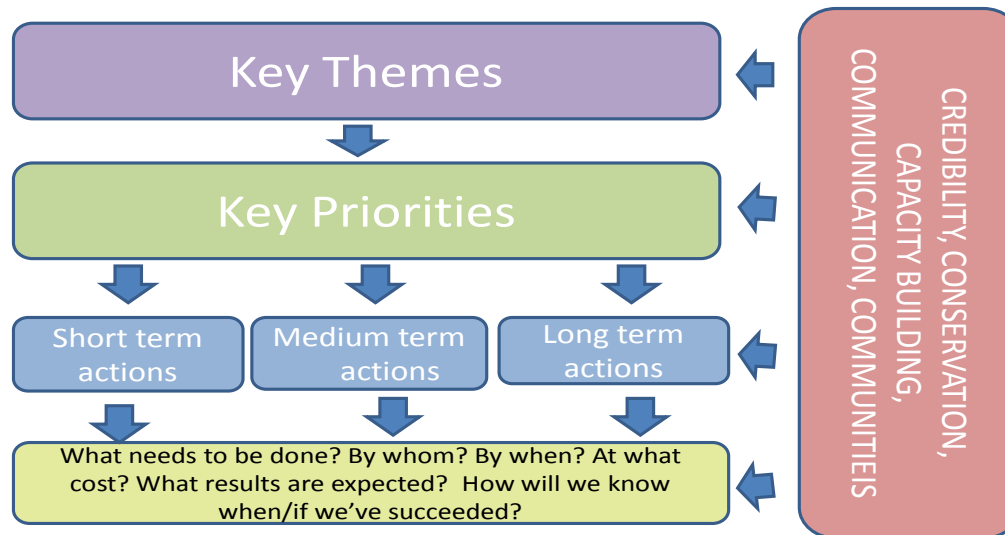 Key Themes
Key Priorities
Short term
actions
Medium term
actions
Long term
actions
What needs to be done? By whom? By when? At what
cost? What results are expected?  How will we know
when/if we’ve succeeded?
CREDIBILITY, CONSERVATION,
CAPACITY BUILDING,
COMMUNICATION, COMMUNITIEIS